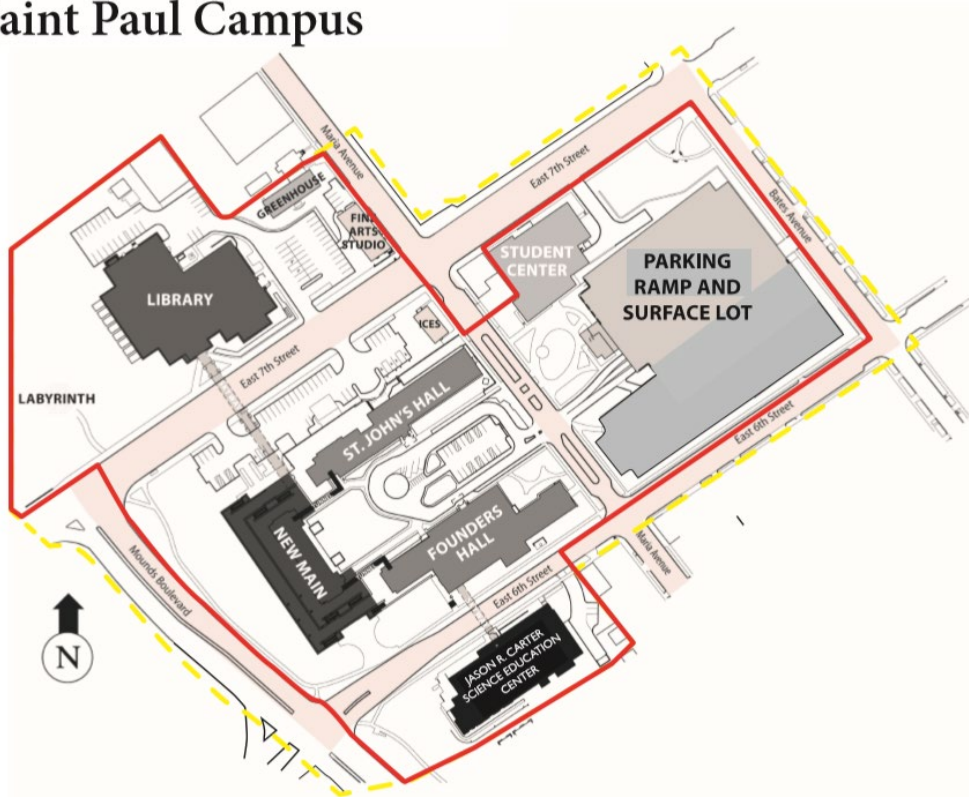 aint Paul Campus
Maria Avenue
East 7th Street
Bates Avenue
GREENHOUSE
FINE
ARTS
STUDIO
STUDENT
CENTER
PARKING
RAMP AND
SURFACE LOT
LIBRARY
ICES
East 7th Street
LABYRINTH
ST. JOHN'S HALL
East 6th Street
FOUNDERS
HALL
NEW MAIN
Maria Avenue
Mounds Boulevard
East 6th Street
N
JASON R. CARTER
SCIENCE EDUCATION
CENTER